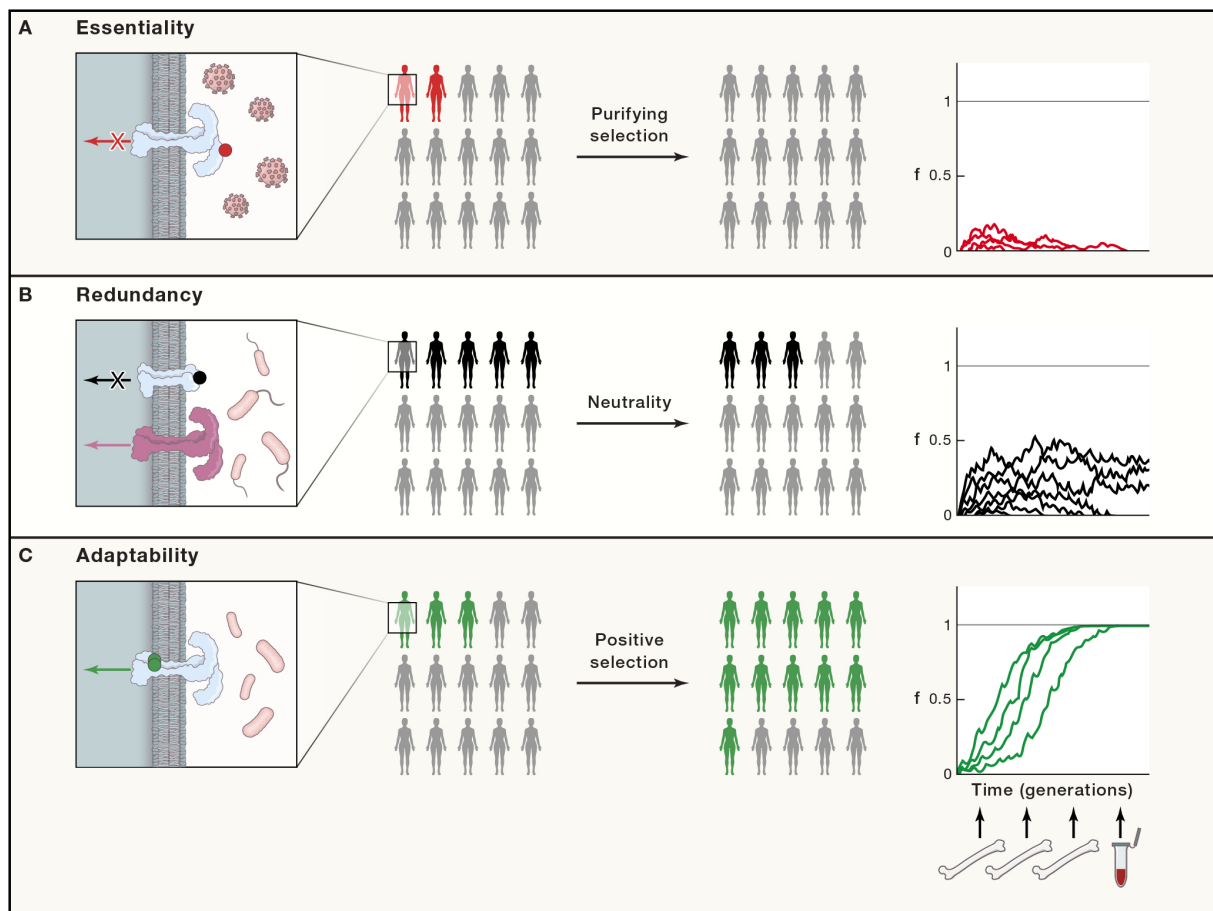 A Essentiality
Purifying
selection
1
f 0.5
0
B Redundancy
Neutrality
1
f 0.5
0
C Adaptability
Positive
selection
1
f 0.5
0
Time (generations)